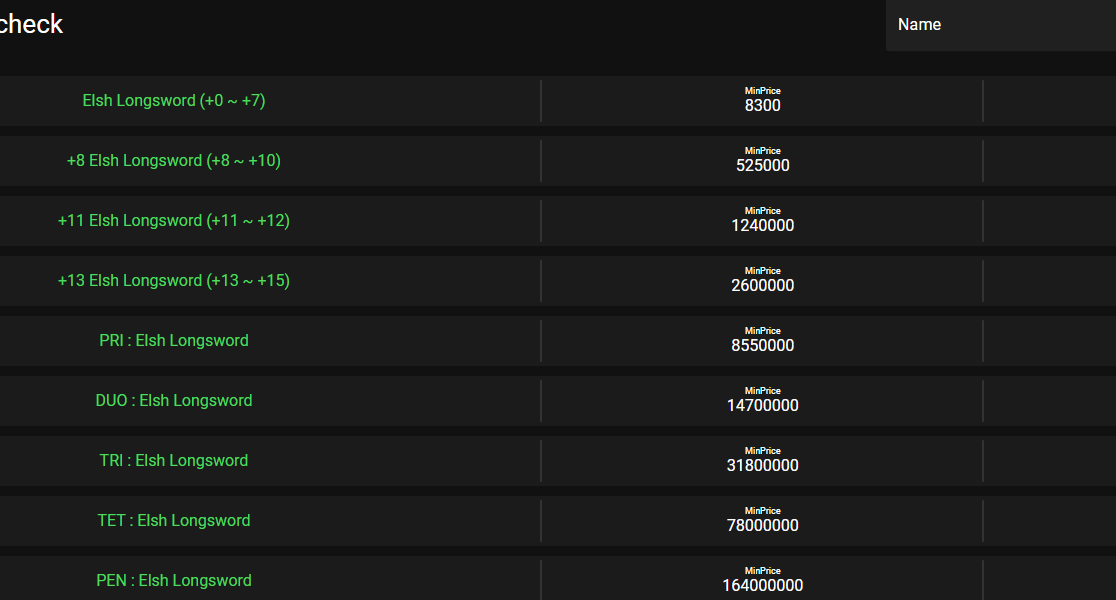 check
Name
Elsh Longsword (+0 ~ +7)
MinPrice
8300
+8 Elsh Longsword (+8 ~ +10)
MinPrice
525000
+11 Elsh Longsword (+11 ~ +12)
MinPrice
1240000
+13 Elsh Longsword (+13 ~ +15)
MinPrice
2600000
PRI : Elsh Longsword
MinPrice
8550000
DUO : Elsh Longsword
MinPrice
14700000
TRI : Elsh Longsword
MinPrice
31800000
TET : Elsh Longsword
MinPrice
78000000
PEN : Elsh Longsword
MinPrice
164000000